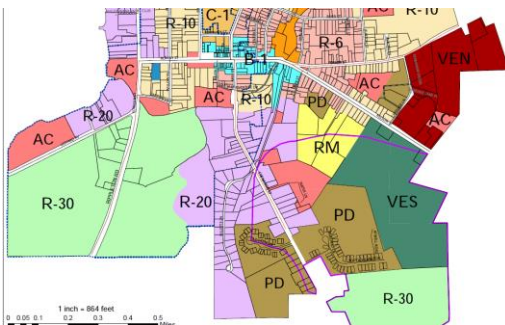 R-10
C-1
R-10
R-6
B-1
VEN
AC
AC
AC
R-10
PD
AC
R-20
AC
RM
R-30
R-20
VES
PD
PD
R-30
1 inch = 864 feet
0 0.05 0.1 0.2 0.3 0.4 0.5
Miles